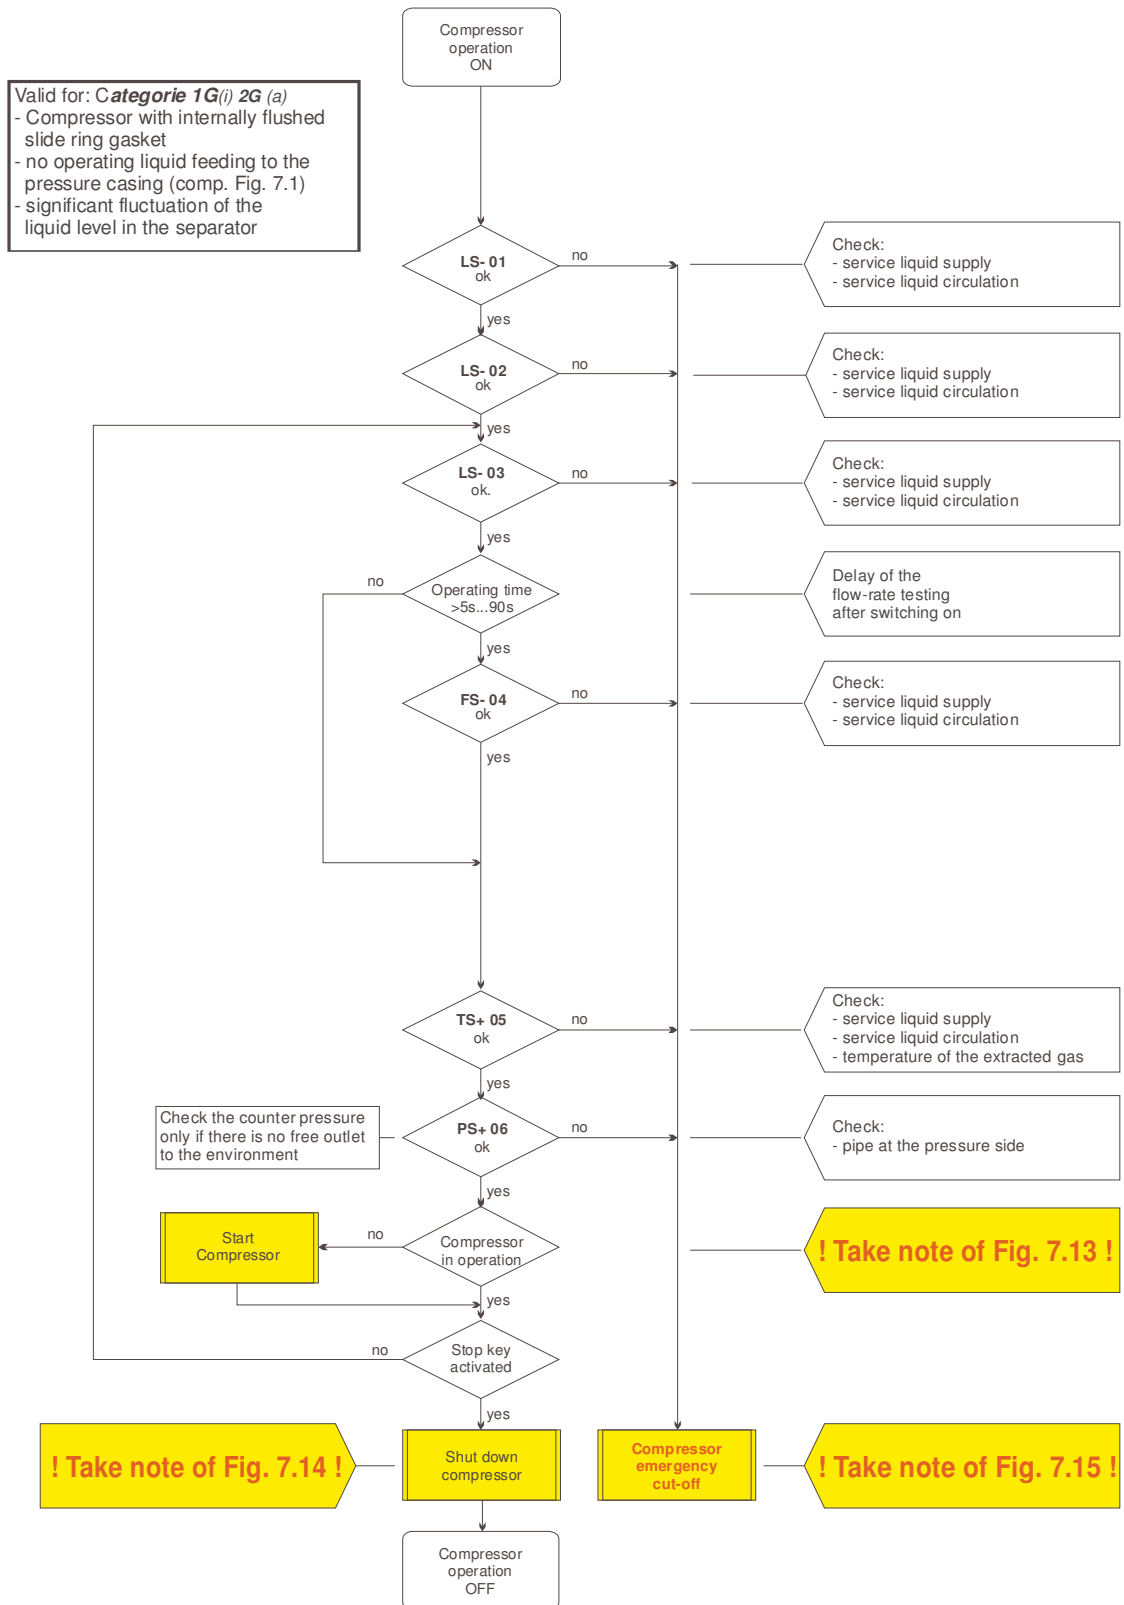 Compressor
operation
ON
Valid for: Categorie 1G(i) 2G (a)
- Compressor with internally flushed
slide ring gasket
- no operating liquid feeding to the
pressure casing (comp. Fig. 7.1)
- significant fluctuation of the
liquid level in the separator
LS- 01
ok
no
yes
Check:
- service liquid supply
- service liquid circulation
LS- 02
ok
no
yes
Check:
- service liquid supply
- service liquid circulation
LS- 03
ok.
no
yes
Check:
- service liquid supply
- service liquid circulation
no
Operating time
>5s...90s
yes
Delay of the
flow-rate testing
after switching on
FS- 04
ok
no
yes
Check:
- service liquid supply
- service liquid circulation
TS+ 05
ok
no
yes
Check:
- service liquid supply
- service liquid circulation
- temperature of the extracted gas
Check the counter pressure
only if there is no free outlet
to the environment
PS+ 06
ok
no
yes
Check:
- pipe at the pressure side
Start
Compressor
no
Compressor
in operation
yes
! Take note of Fig. 7.13 !
no
Stop key
activated
yes
! Take note of Fig. 7.14 !
Shut down
compressor
Compressor
emergency
cut-off
! Take note of Fig. 7.15 !
Compressor
operation
OFF